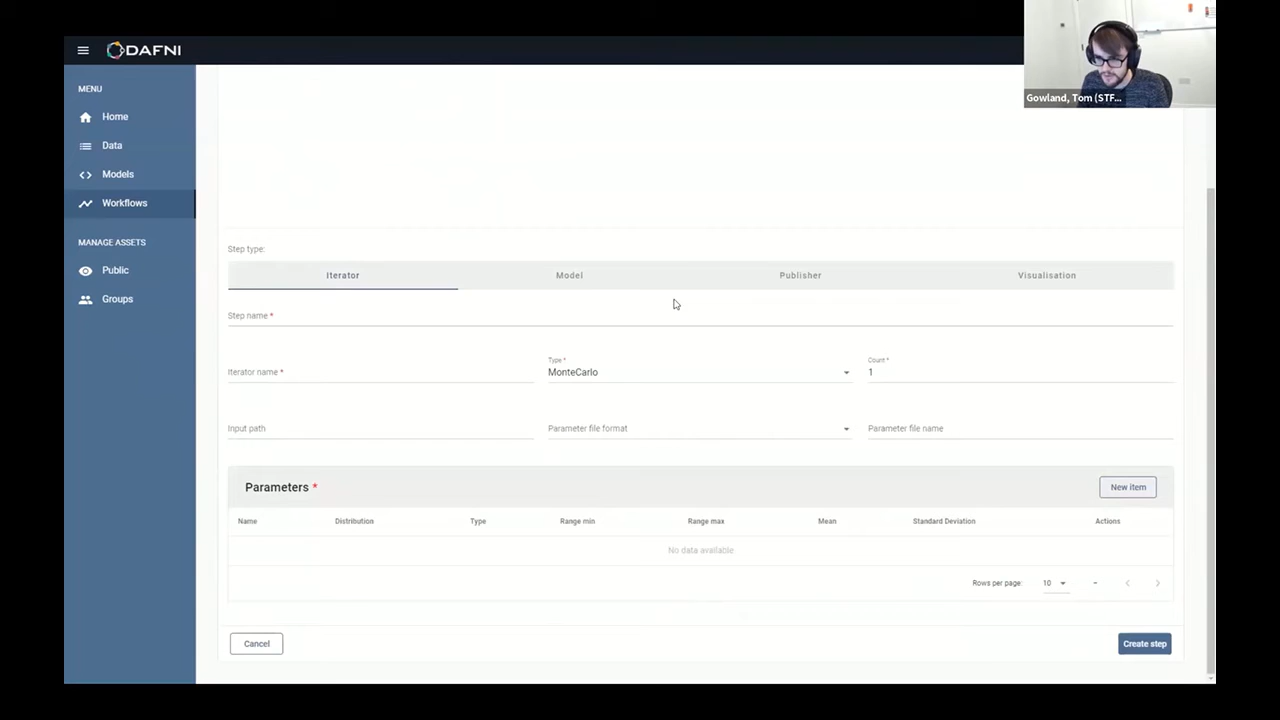 DAFNI
Gowland, Tom (STF...
MENU
Home
Data
Models
Workflows
MANAGE ASSETS
Public
Groups
Step type:
Iterator Model Publisher Visualisation
Step name *
Iterator name * Type * MonteCarlo Count * 1
Input path Parameter file format Parameter file name
Parameters * New item
Name Distribution Type Range min Range max Mean Standard Deviation Actions
No data available
Rows per page: 10 -
Cancel Create step